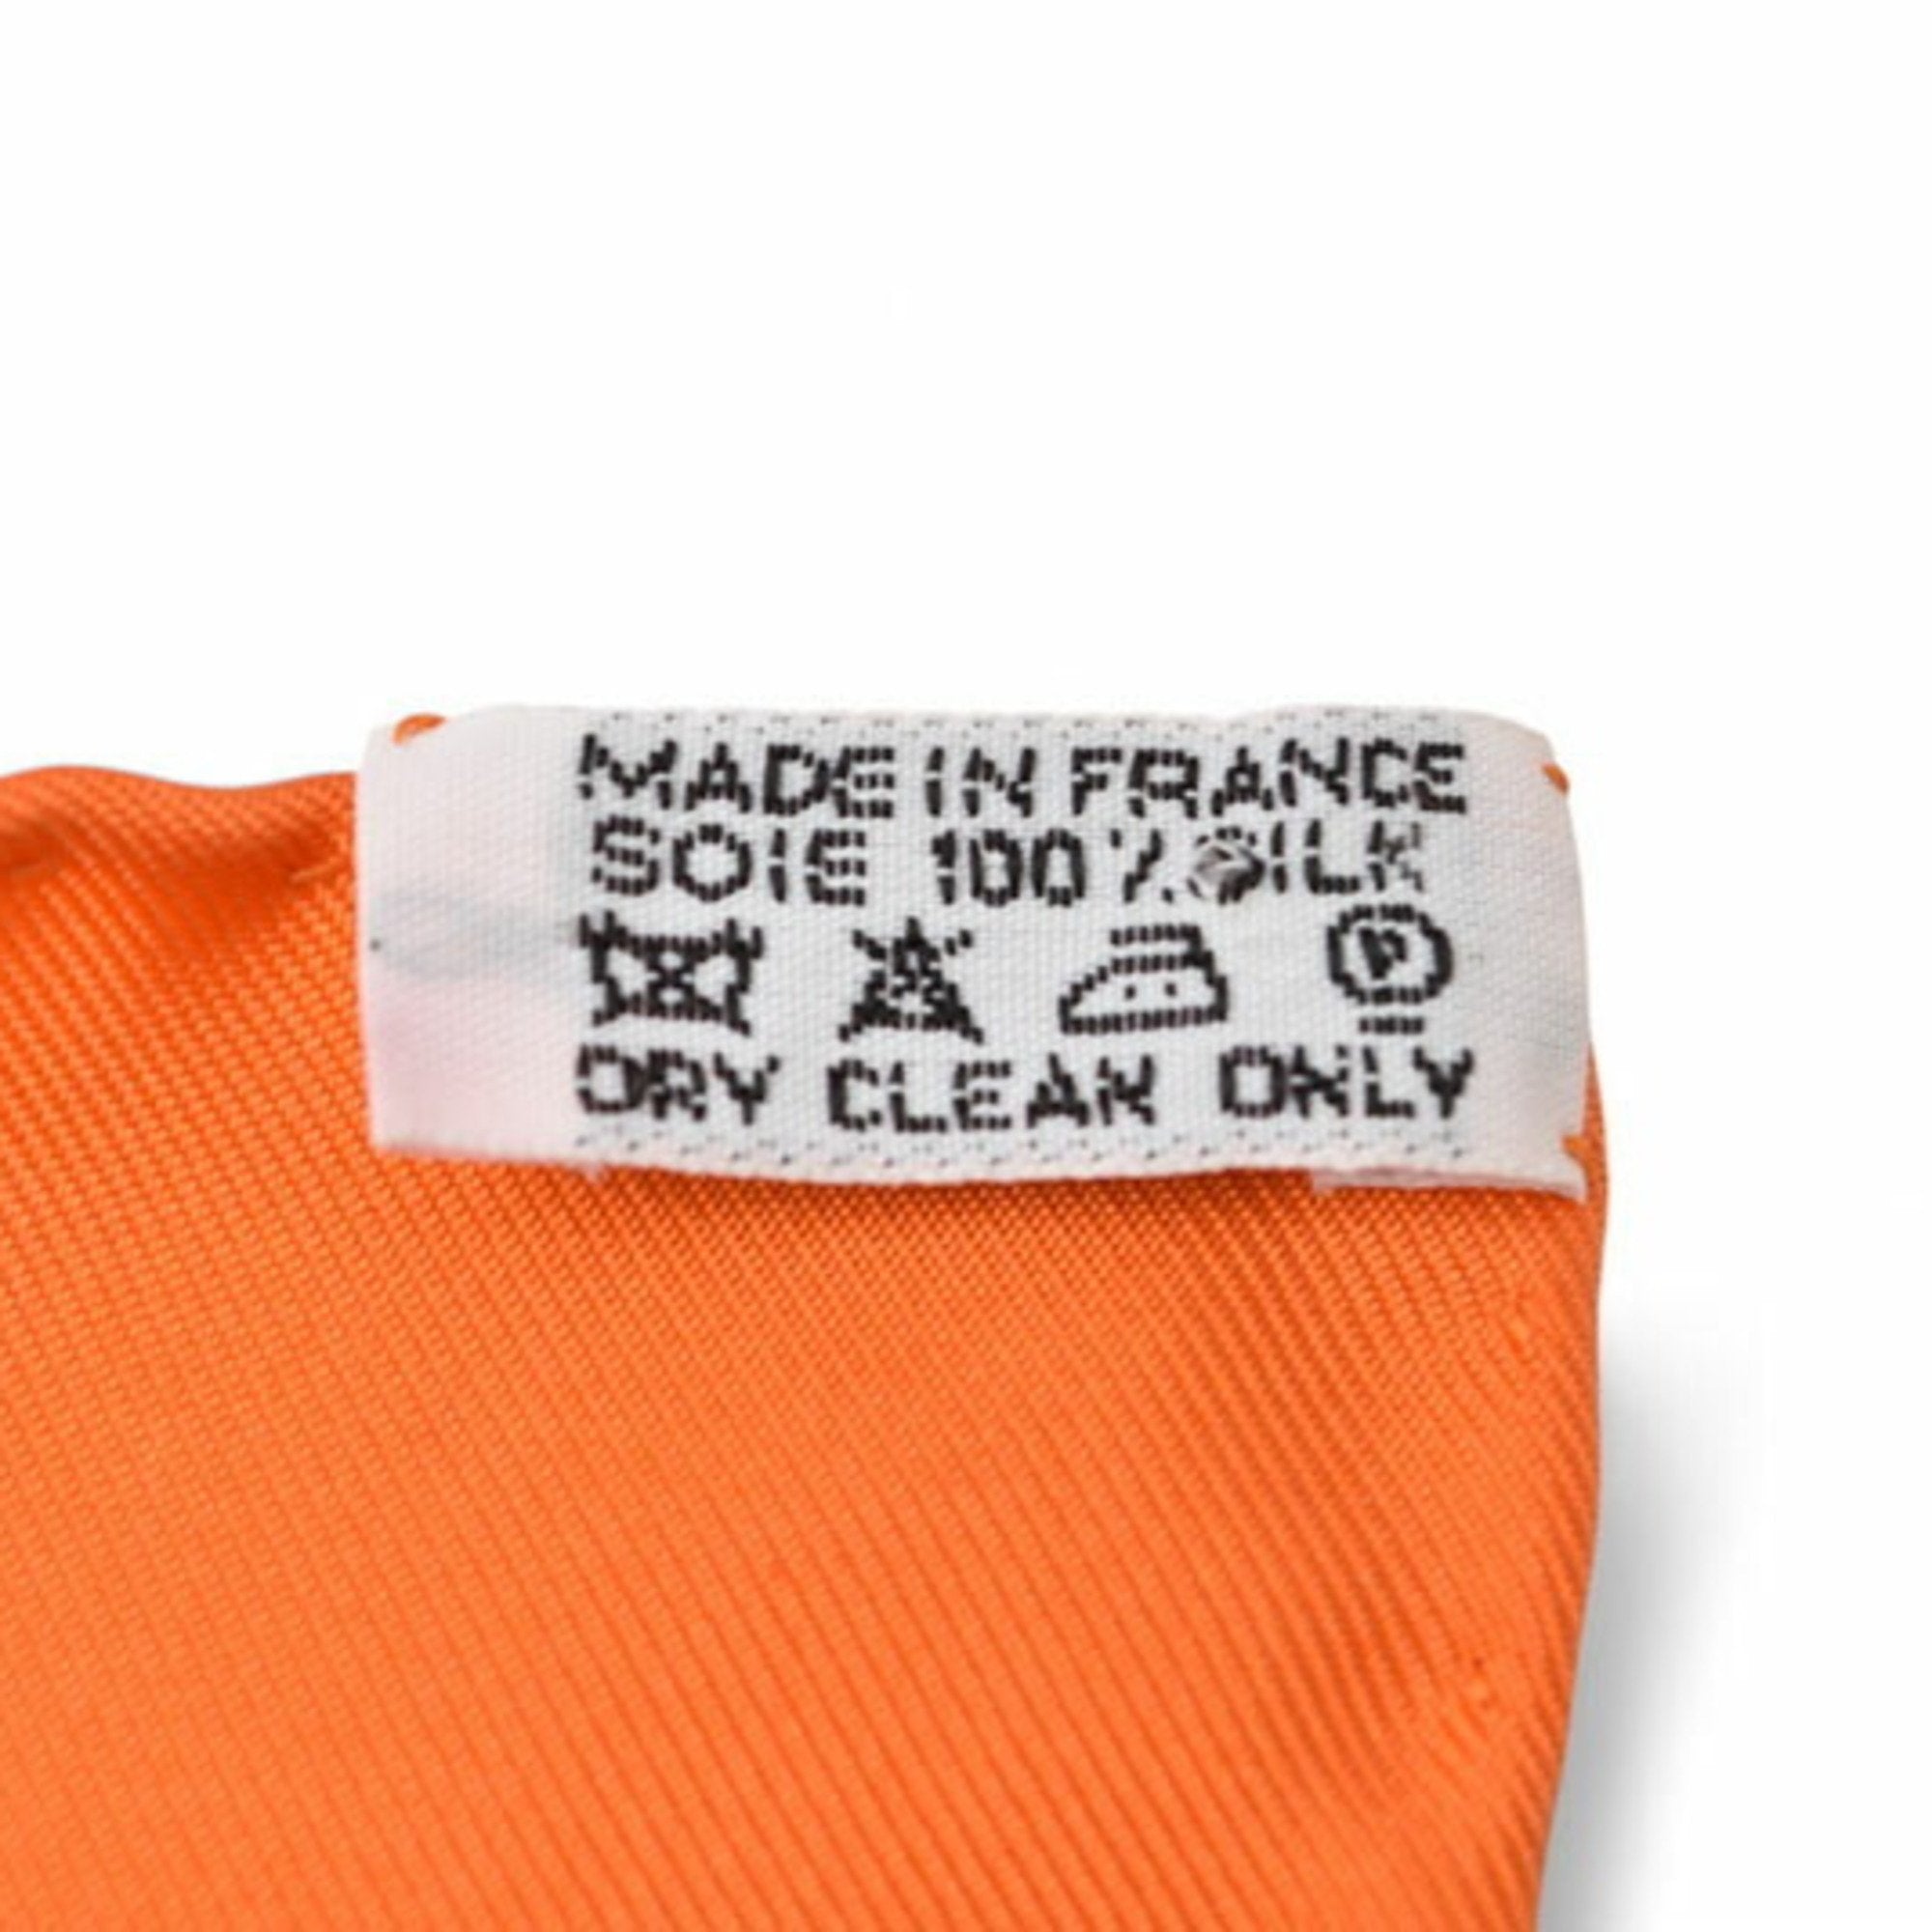 MADE IN FRANCE
SOIE 100% SILK
P
DRY CLEAN ONLY